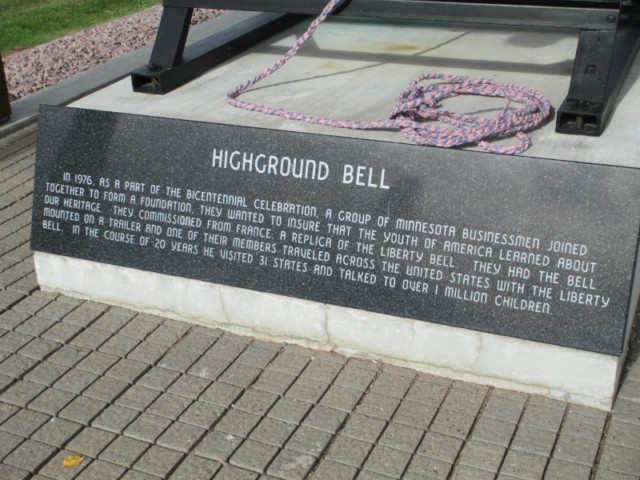 HIGHGROUND BELL
IN 1976, AS A PART OF THE BICENTENNIAL CELEBRATION, A GROUP OF MINNESOTA BUSINESSMEN JOINED
TOGETHER TO FORM A FOUNDATION. THEY WANTED TO INSURE THAT THE YOUTH OF AMERICA LEARNED ABOUT
OUR HERITAGE. THEY COMMISSIONED FROM FRANCE, A REPLICA OF THE LIBERTY BELL. THEY HAD THE BELL
MOUNTED ON A TRAILER AND ONE OF THEIR MEMBERS TRAVELED ACROSS THE UNITED STATES WITH THE LIBERTY
BELL. IN THE COURSE OF 20 YEARS HE VISITED 31 STATES AND TALKED TO OVER 1 MILLION CHILDREN.